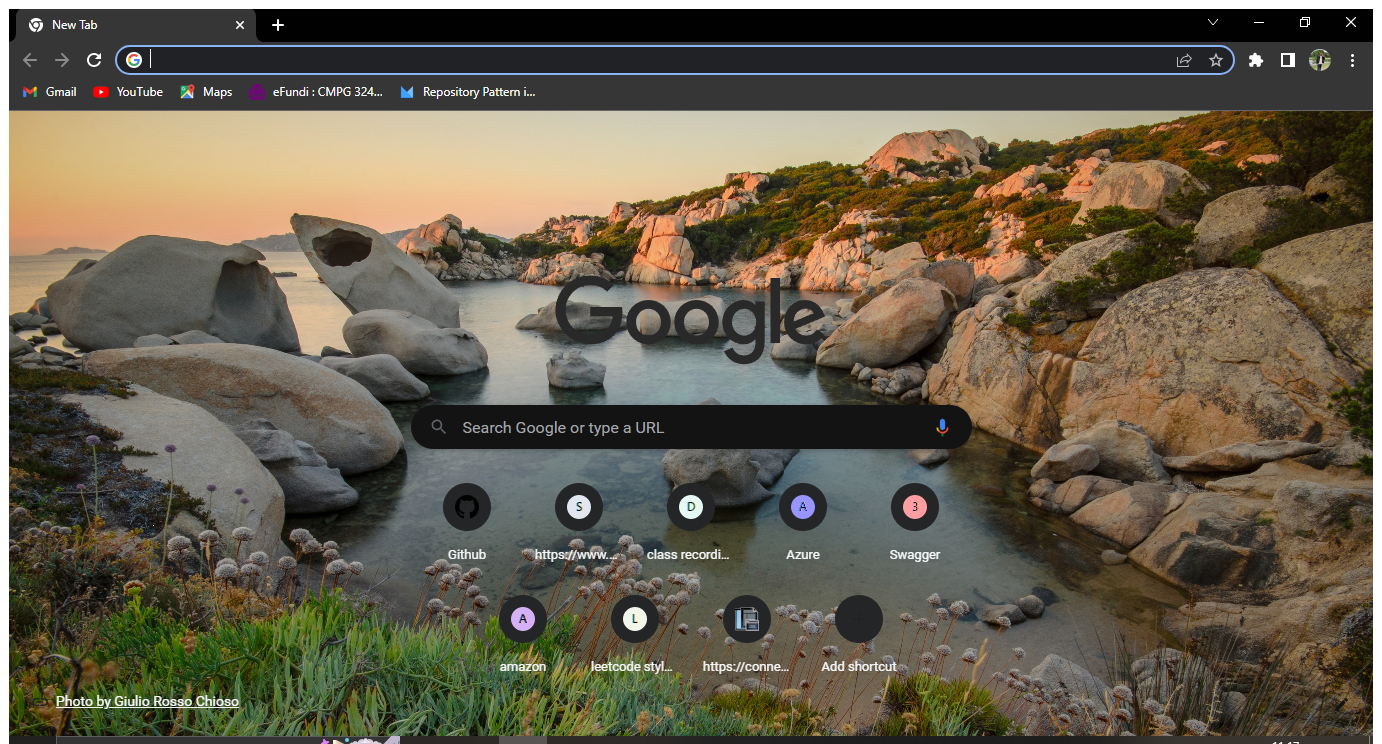 New Tab
Gmail YouTube Maps eFundi : CMPG 324... Repository Pattern i...
Google
Search Google or type a URL
S D A 3
Github https://www.... class recordi... Azure Swagger
A L
amazon leetcode styl... https://conne... Add shortcut
Photo by Giulio Rosso Chioso